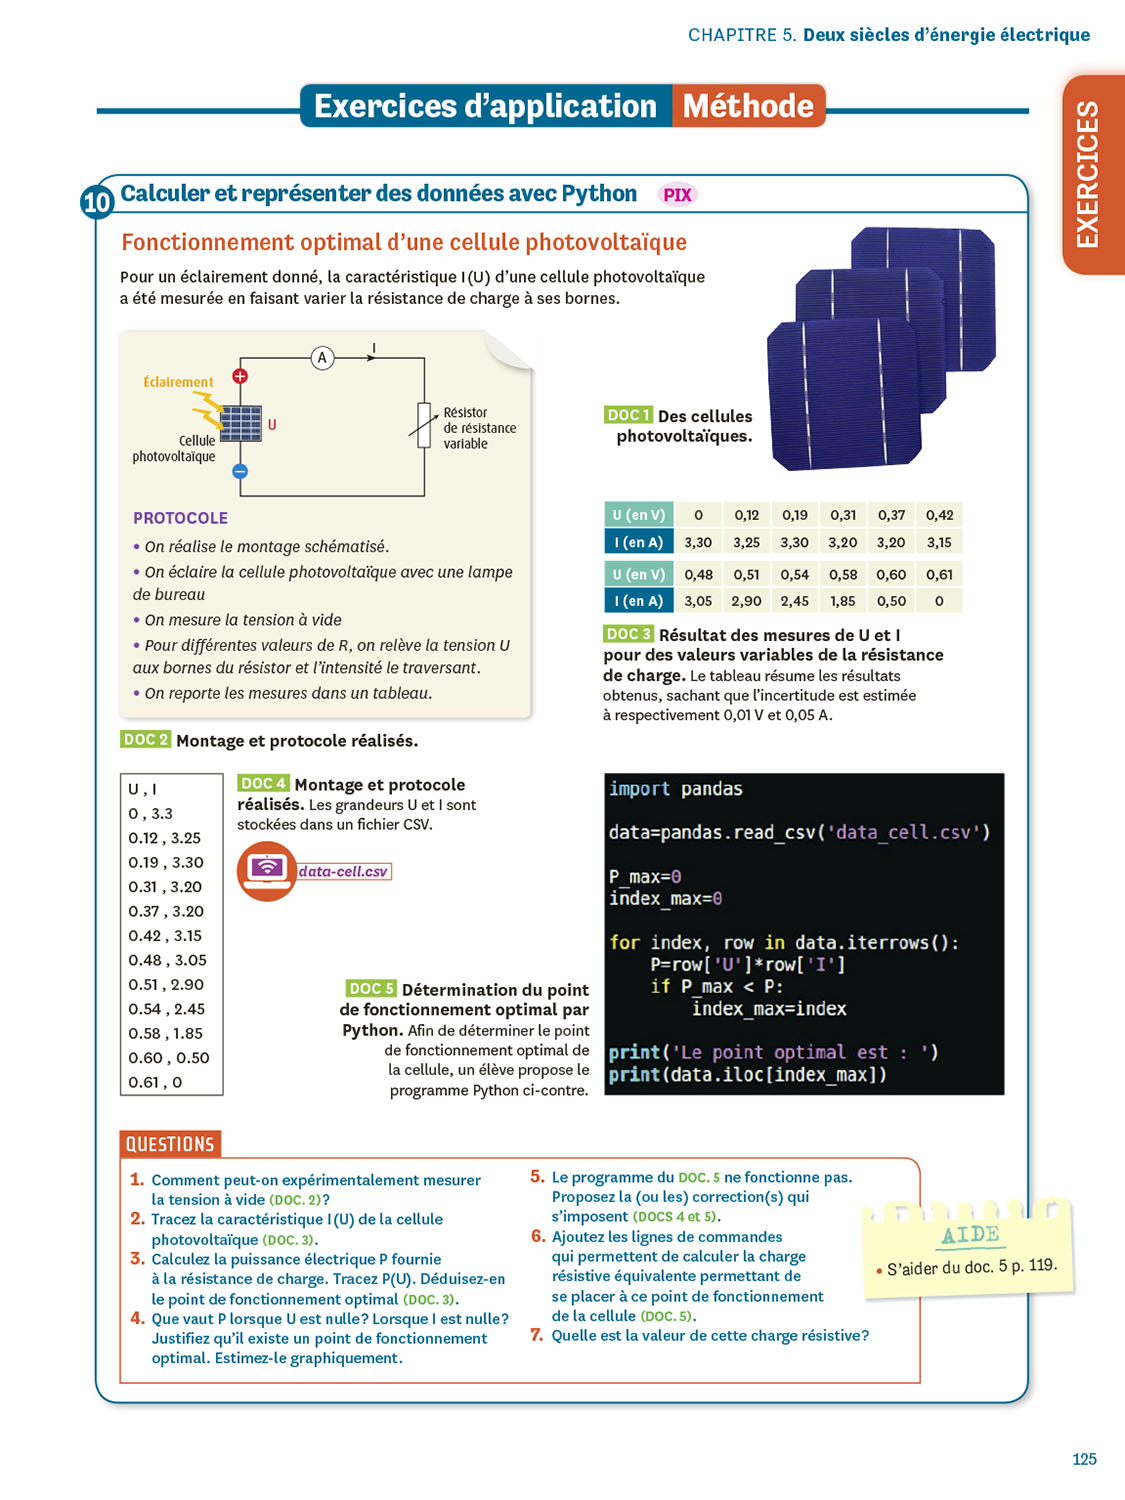 CHAPITRE 5. Deux siècles d'énergie électrique
EXERCICES
Exercices d'application Méthode
10 Calculer et représenter des données avec Python PIX
Fonctionnement optimal d'une cellule photovoltaïque
Pour un éclairement donné, la caractéristique I (U) d'une cellule photovoltaïque
a été mesurée en faisant varier la résistance de charge à ses bornes.
A
I
+
Éclairement
U
Cellule
photovoltaïque
−
Résistor
de résistance
variable
PROTOCOLE
• On réalise le montage schématisé.
• On éclaire la cellule photovoltaïque avec une lampe
de bureau
• On mesure la tension à vide
• Pour différentes valeurs de R, on relève la tension U
aux bornes du résistor et l'intensité le traversant.
• On reporte les mesures dans un tableau.
DOC 2 Montage et protocole réalisés.
DOC 1 Des cellules
photovoltaïques.
U (en V) 0 0,12 0,19 0,31 0,37 0,42
I (en A) 3,30 3,25 3,30 3,20 3,20 3,15
U (en V) 0,48 0,51 0,54 0,58 0,60 0,61
I (en A) 3,05 2,90 2,45 1,85 0,50 0
DOC 3 Résultat des mesures de U et I
pour des valeurs variables de la résistance
de charge. Le tableau résume les résultats
obtenus, sachant que l'incertitude est estimée
à respectivement 0,01 V et 0,05 A.
U , I
0 , 3.3
0.12 , 3.25
0.19 , 3.30
0.31 , 3.20
0.37 , 3.20
0.42 , 3.15
0.48 , 3.05
0.51 , 2.90
0.54 , 2.45
0.58 , 1.85
0.60 , 0.50
0.61 , 0
DOC 4 Montage et protocole
réalisés. Les grandeurs U et I sont
stockées dans un fichier CSV.
data-cell.csv
DOC 5 Détermination du point
de fonctionnement optimal par
Python. Afin de déterminer le point
de fonctionnement optimal de
la cellule, un élève propose le
programme Python ci-contre.
import pandas
data=pandas.read_csv('data_cell.csv')
P_max=0
index_max=0
for index, row in data.iterrows():
P=row['U']*row['I']
if P_max < P:
index_max=index
print('Le point optimal est : ')
print(data.iloc[index_max])
QUESTIONS
1. Comment peut-on expérimentalement mesurer
la tension à vide (DOC. 2) ?
2. Tracez la caractéristique I (U) de la cellule
photovoltaïque (DOC. 3).
3. Calculez la puissance électrique P fournie
à la résistance de charge. Tracez P(U). Déduisez-en
le point de fonctionnement optimal (DOC. 3).
4. Que vaut P lorsque U est nulle ? Lorsque I est nulle ?
Justifiez qu'il existe un point de fonctionnement
optimal. Estimez-le graphiquement.
5. Le programme du DOC. 5 ne fonctionne pas.
Proposez la (ou les) correction(s) qui
s'imposent (DOCS 4 et 5).
6. Ajoutez les lignes de commandes
qui permettent de calculer la charge
résistive équivalente permettant de
se placer à ce point de fonctionnement
de la cellule (DOC. 5).
7. Quelle est la valeur de cette charge résistive ?
AIDE
• S'aider du doc. 5 p. 119.
125